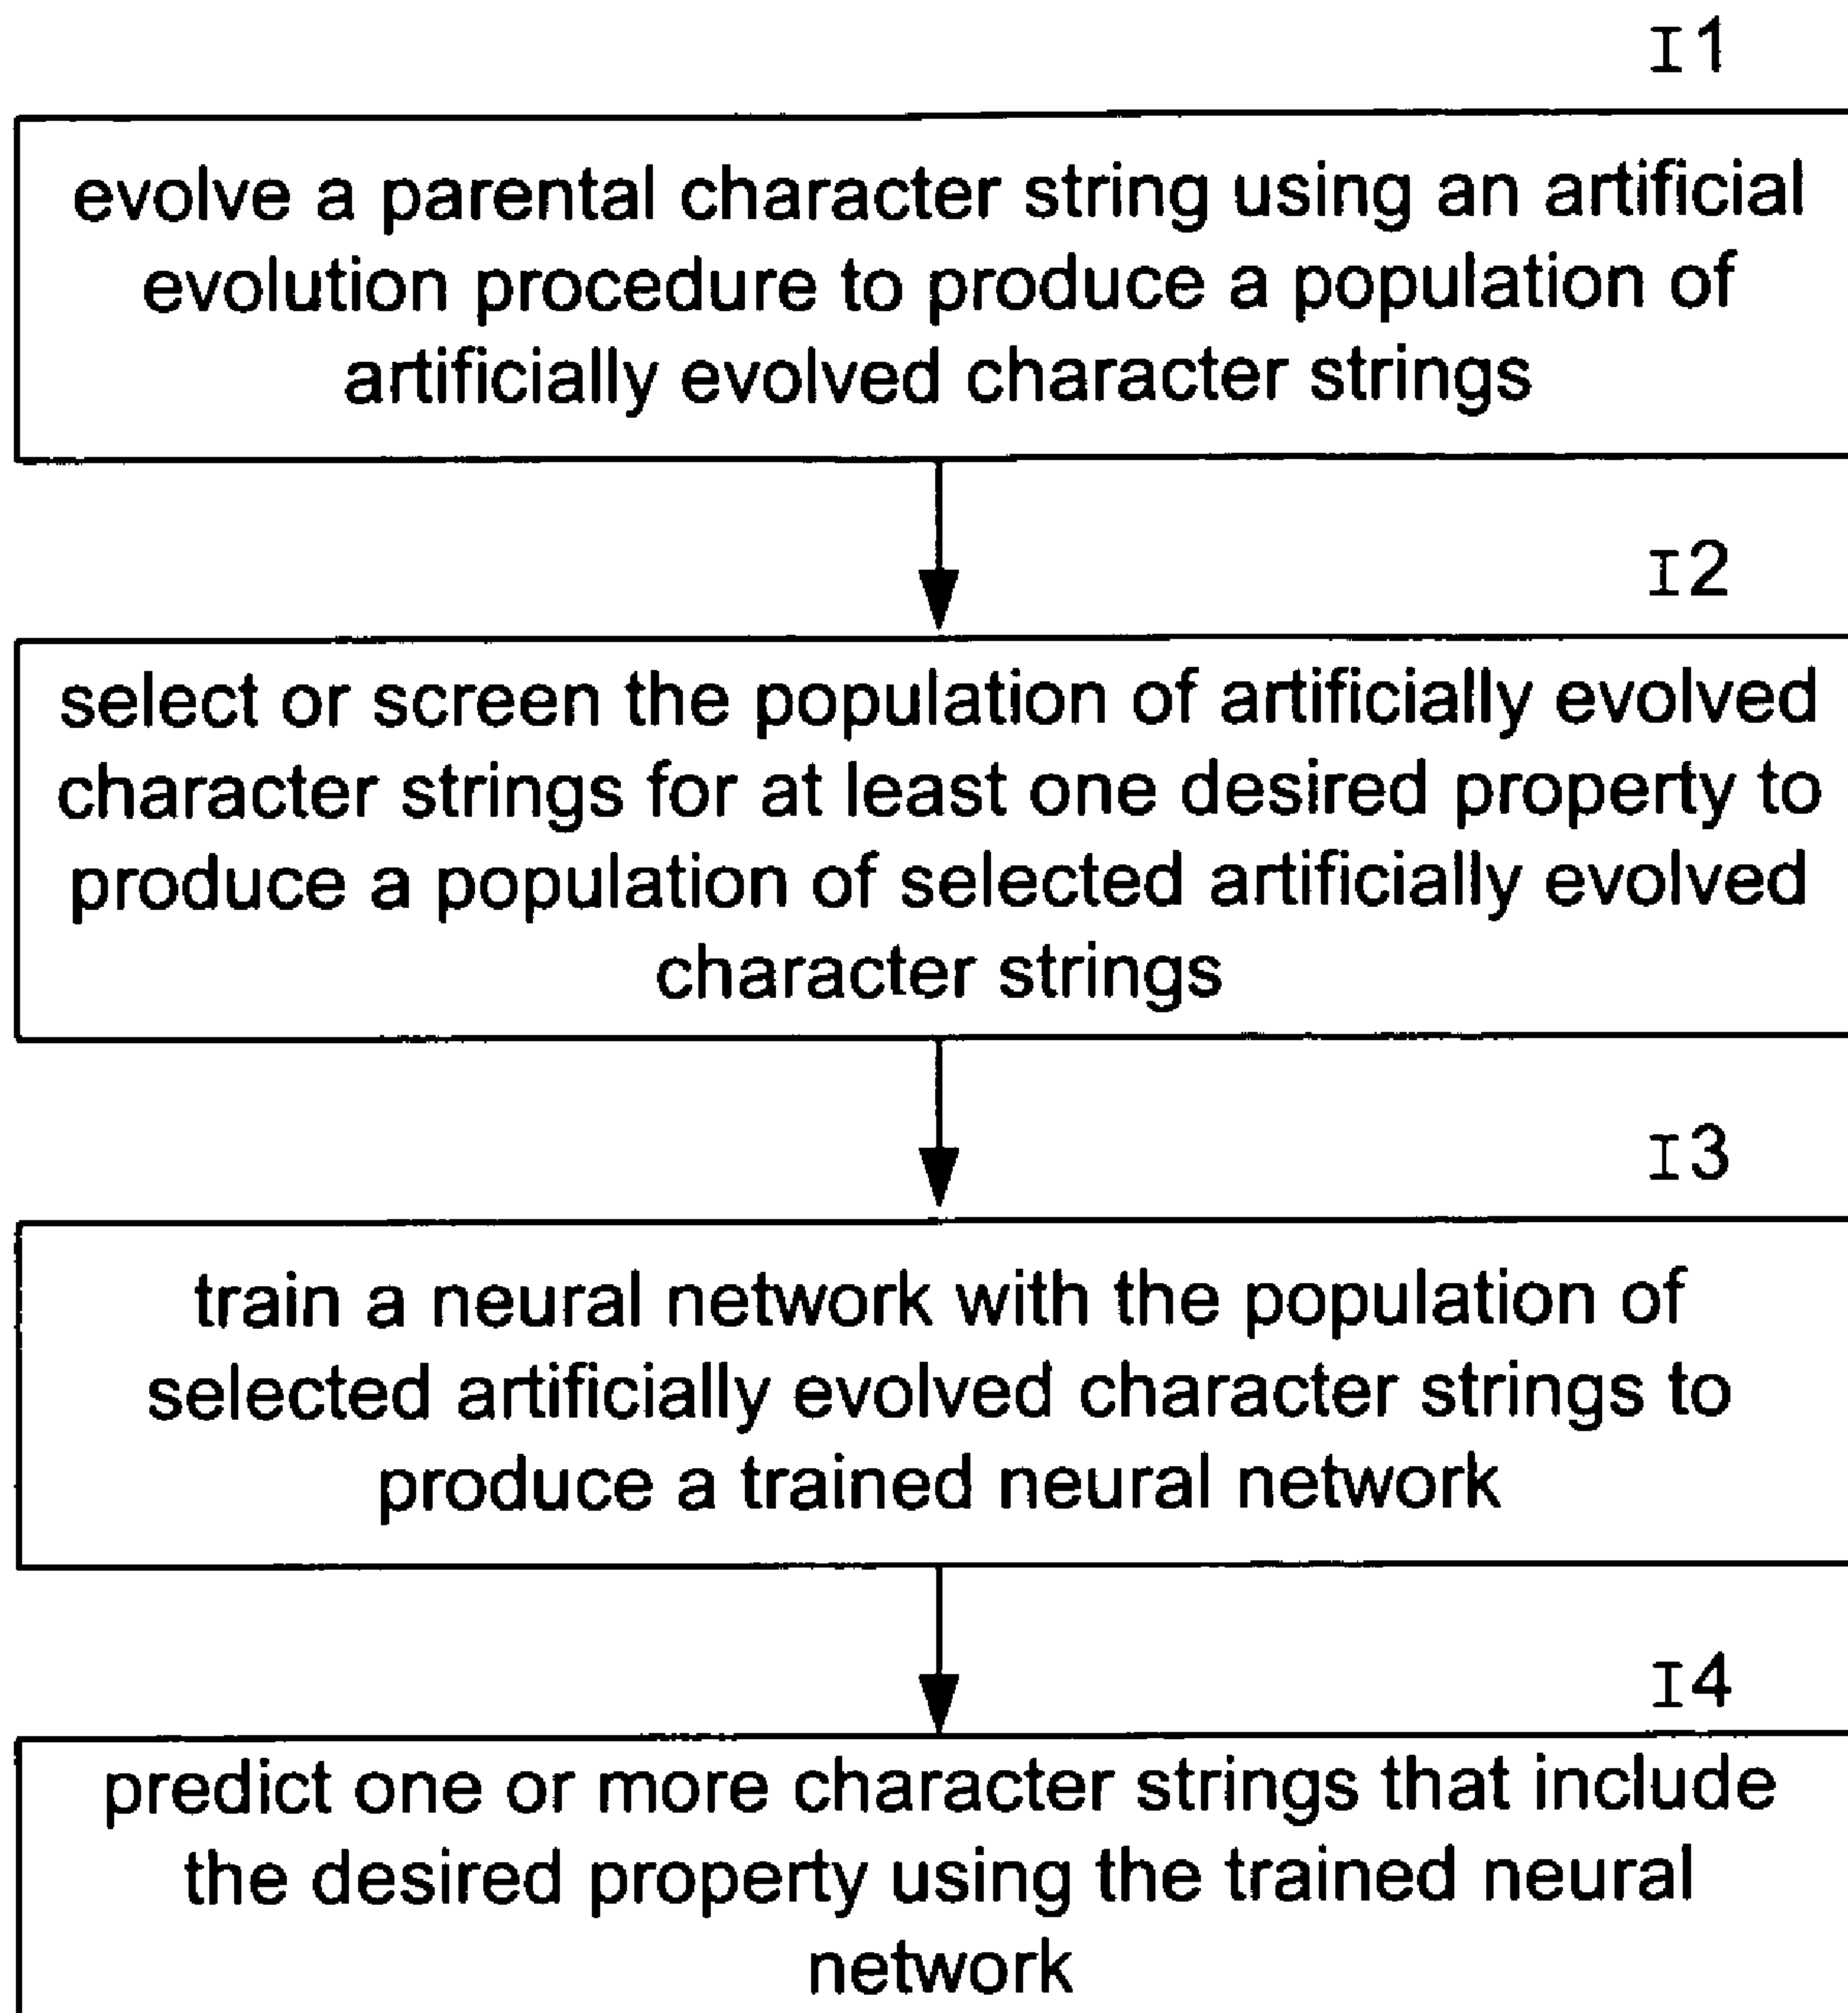 I1
evolve a parental character string using an artificial
evolution procedure to produce a population of
artificially evolved character strings
I2
select or screen the population of artificially evolved
character strings for at least one desired property to
produce a population of selected artificially evolved
character strings
I3
train a neural network with the population of
selected artificially evolved character strings to
produce a trained neural network
I4
predict one or more character strings that include
the desired property using the trained neural
network